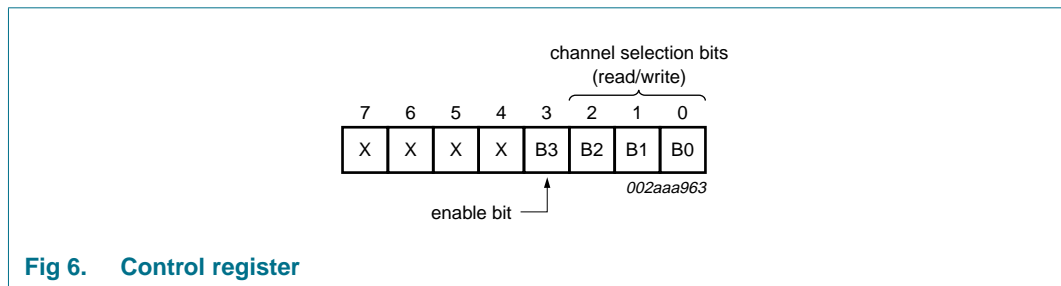 channel selection bits
(read/write)
7 6 5 4 3 2 1 0
X X X X B3 B2 B1 B0
002aaa963
enable bit
Fig 6. Control register